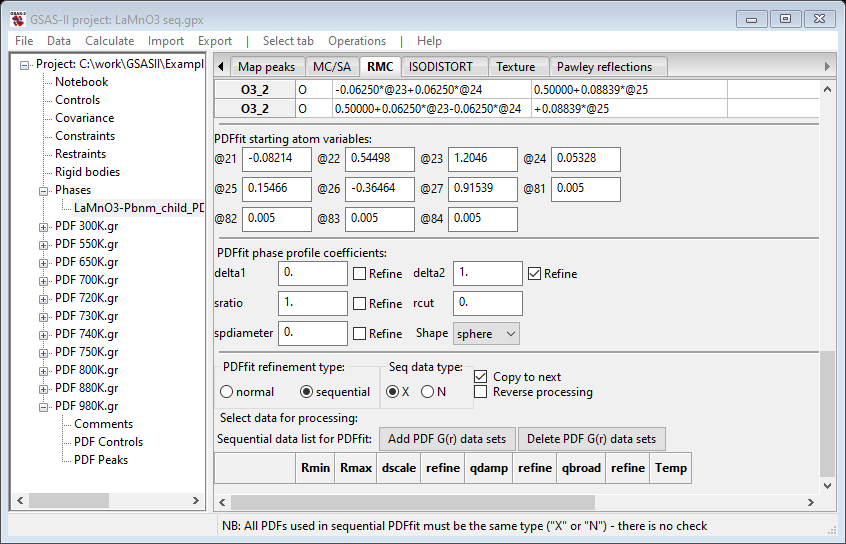 GSAS-II project: LaMnO3 seq.gpx
File Data Calculate Import Export | Select tab Operations | Help
Project: C:\work\GSASII\Exampl
Notebook
Controls
Covariance
Constraints
Restraints
Rigid bodies
Phases
LaMnO3-Pbnm_child_PD
PDF 300K.gr
PDF 550K.gr
PDF 650K.gr
PDF 700K.gr
PDF 720K.gr
PDF 730K.gr
PDF 740K.gr
PDF 750K.gr
PDF 800K.gr
PDF 880K.gr
PDF 980K.gr
Comments
PDF Controls
PDF Peaks
Map peaks MC/SA RMC ISODISTORT Texture Pawley reflections
O3_2 O -0.06250*@23+0.06250*@24 0.50000+0.08839*@25
O3_2 O 0.50000+0.06250*@23-0.06250*@24 +0.08839*@25
PDFfit starting atom variables:
@21 -0.08214 @22 0.54498 @23 1.2046 @24 0.05328
@25 0.15466 @26 -0.36464 @27 0.91539 @81 0.005
@82 0.005 @83 0.005 @84 0.005
PDFfit phase profile coefficients:
delta1 0. Refine delta2 1. Refine
sratio 1. Refine rcut 0.
spdiameter 0. Refine Shape sphere
PDFfit refinement type: Seq data type:
normal sequential X N Copy to next
Reverse processing
Select data for processing:
Sequential data list for PDFfit: Add PDF G(r) data sets Delete PDF G(r) data sets
Rmin Rmax dscale refine qdamp refine qbroad refine Temp
NB: All PDFs used in sequential PDFfit must be the same type ("X" or "N") - there is no check